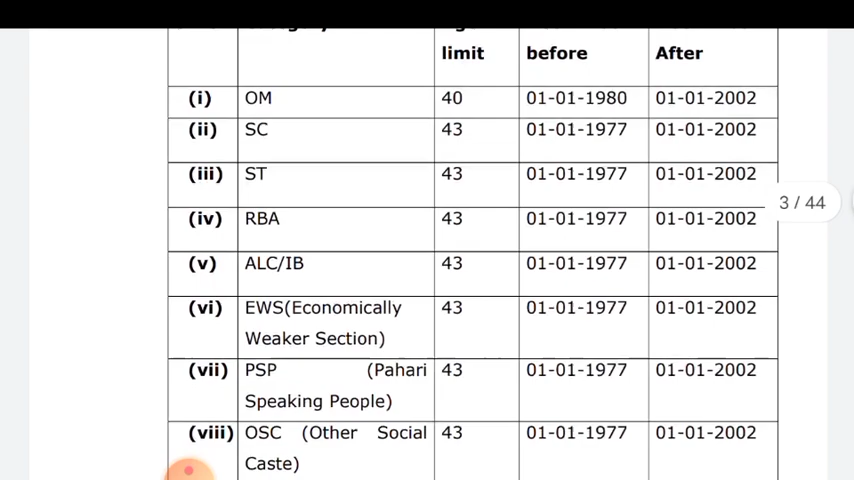 limit before After
(i) OM 40 01-01-1980 01-01-2002
(ii) SC 43 01-01-1977 01-01-2002
(iii) ST 43 01-01-1977 01-01-2002
3 / 44
(iv) RBA 43 01-01-1977 01-01-2002
(v) ALC/IB 43 01-01-1977 01-01-2002
(vi) EWS(Economically 43 01-01-1977 01-01-2002
Weaker Section)
(vii) PSP (Pahari 43 01-01-1977 01-01-2002
Speaking People)
(viii) OSC (Other Social 43 01-01-1977 01-01-2002
Caste)